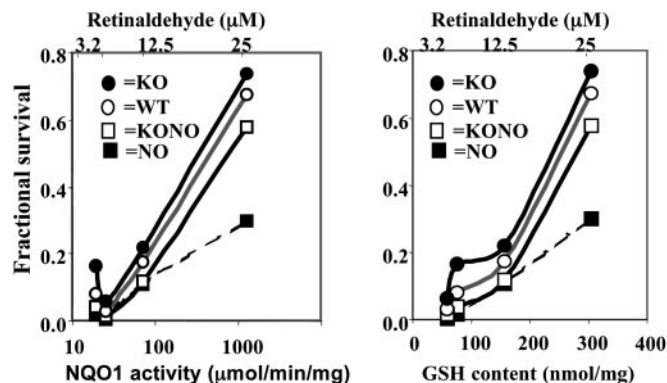 Retinaldehyde (μM)
3.2 12.5 25
Fractional survival
0.8
0.6
0.4
0.2
0.0
=KO
=WT
=KONO
=NO
10 100 1000
NQO1 activity (μmol/min/mg)
Retinaldehyde (μM)
3.2 12.5 25
0.8
0.6
0.4
0.2
0.0
=KO
=WT
=KONO
=NO
0 100 200 300 400
GSH content (nmol/mg)